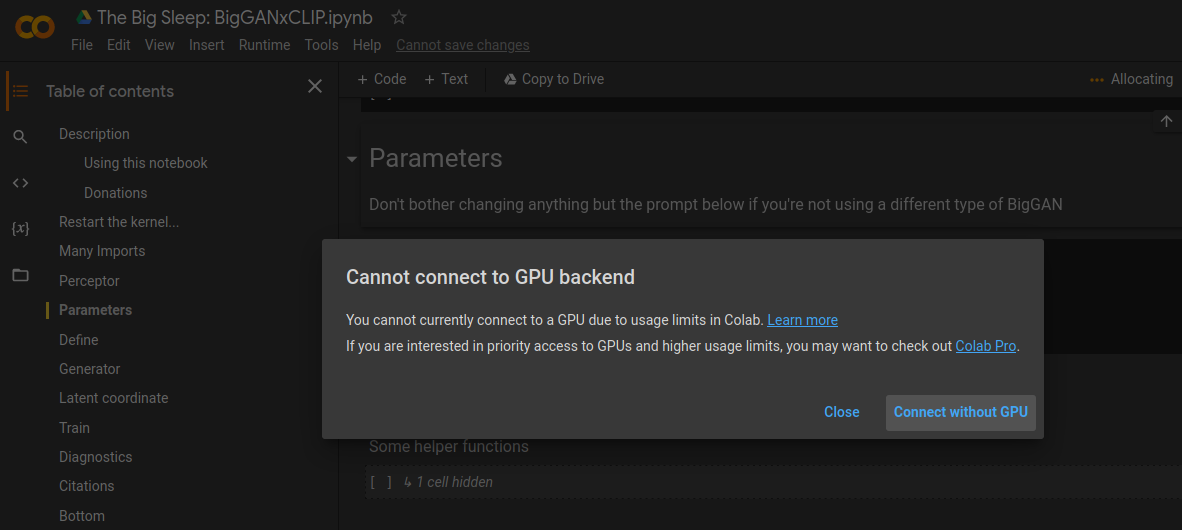 The Big Sleep: BigGANxCLIP.ipynb
File Edit View Insert Runtime Tools Help Cannot save changes
Table of contents
Description
Using this notebook
Donations
Restart the kernel...
Many Imports
Perceptor
Parameters
Define
Generator
Latent coordinate
Train
Diagnostics
Citations
Bottom
+ Code + Text Copy to Drive
Allocating
Parameters
Don't bother changing anything but the prompt below if you're not using a different type of BigGAN
Cannot connect to GPU backend
You cannot currently connect to a GPU due to usage limits in Colab. Learn more
If you are interested in priority access to GPUs and higher usage limits, you may want to check out Colab Pro.
Close Connect without GPU
Some helper functions
[ ] ↳ 1 cell hidden